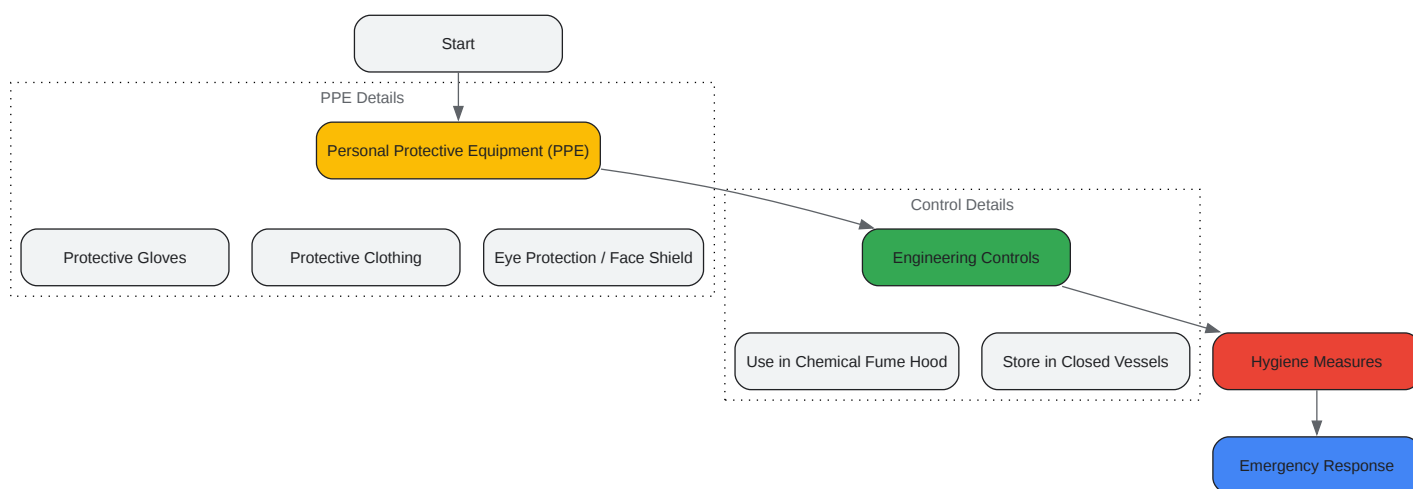 Start
PPE Details
Personal Protective Equipment (PPE)
Control Details
Protective Gloves
Protective Clothing
Eye Protection / Face Shield
Engineering Controls
Use in Chemical Fume Hood
Store in Closed Vessels
Hygiene Measures
Emergency Response